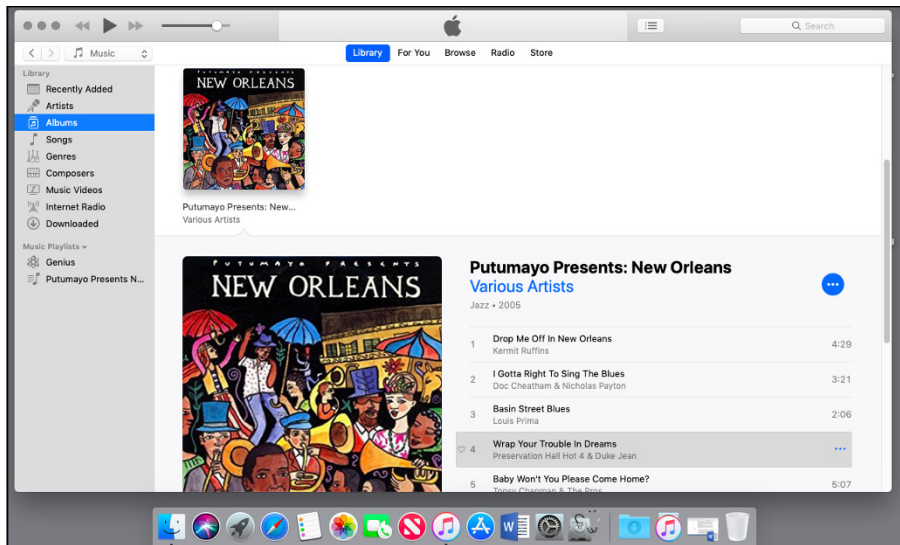 Search
Music
Library
For You
Browse
Radio
Store
Library
Recently Added
Artists
Albums
Songs
Genres
Composers
Music Videos
Internet Radio
Downloaded
Music Playlists
Genius
Putumayo Presents N...
PUTUMAYO PRESENTS
NEW ORLEANS
Putumayo Presents: New...
Various Artists
PUTUMAYO PRESENTS
NEW ORLEANS
Putumayo Presents: New Orleans
Various Artists
Jazz • 2005
1 Drop Me Off In New Orleans 4:29
Kermit Ruffins
2 I Gotta Right To Sing The Blues 3:21
Doc Cheatham & Nicholas Payton
3 Basin Street Blues 2:06
Louis Prima
4 Wrap Your Trouble In Dreams
Preservation Hall Hot 4 & Duke Jean
5 Baby Won't You Please Come Home? 5:07
Topsy Chapman & The Pros
W